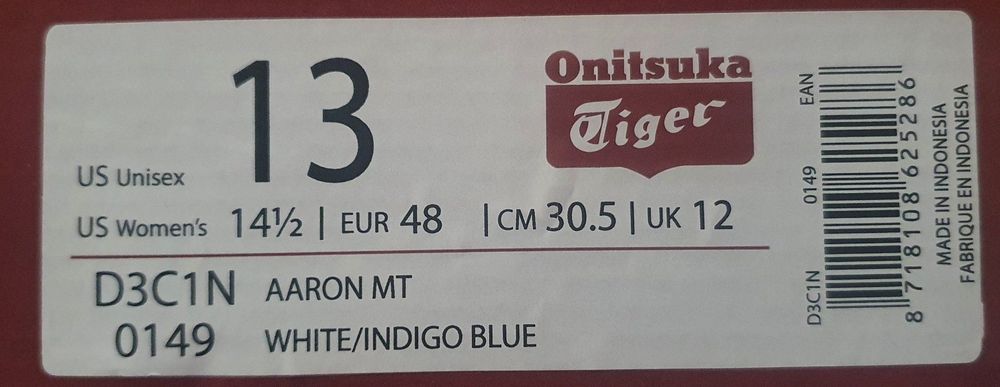 13
US Unisex
US Women's 14½ | EUR 48 | CM 30.5 | UK 12
Onitsuka
Tiger
D3C1N AARON MT
0149 WHITE/INDIGO BLUE
D3C1N 0149 EAN
8 718108 625286
MADE IN INDONESIA
FABRIQUE EN INDONESIA